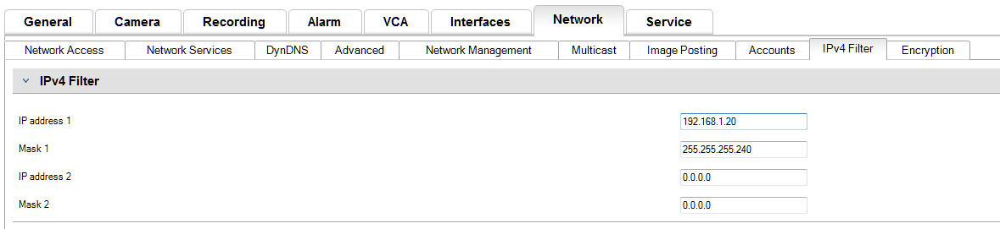 General Camera Recording Alarm VCA Interfaces Network Service
Network Access Network Services DynDNS Advanced Network Management Multicast Image Posting Accounts IPv4 Filter Encryption
IPv4 Filter
IP address 1 192.168.1.20
Mask 1 255.255.255.240
IP address 2 0.0.0.0
Mask 2 0.0.0.0